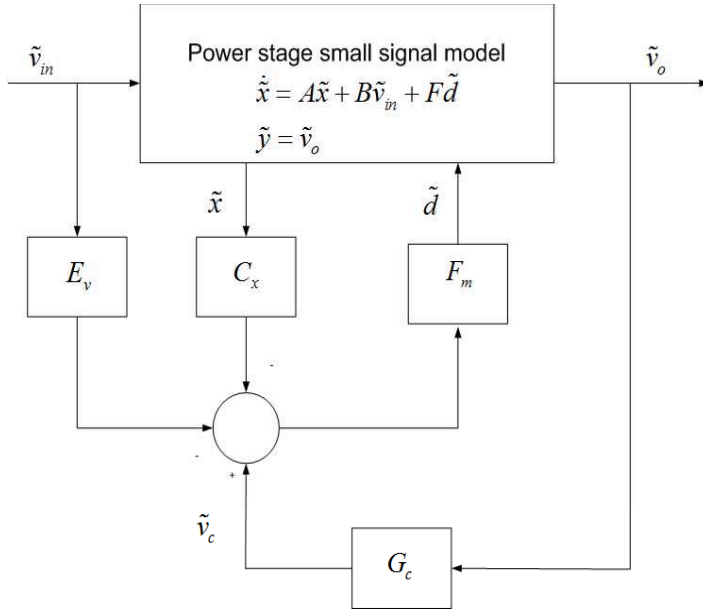 Power stage small signal model
ṽ_in
ṽ_o
x̃̇ = Ax̃ + Bṽ_in + Fd̃
ỹ = ṽ_o
x̃
d̃
E_v
C_x
F_m
-
-
+
ṽ_c
G_c